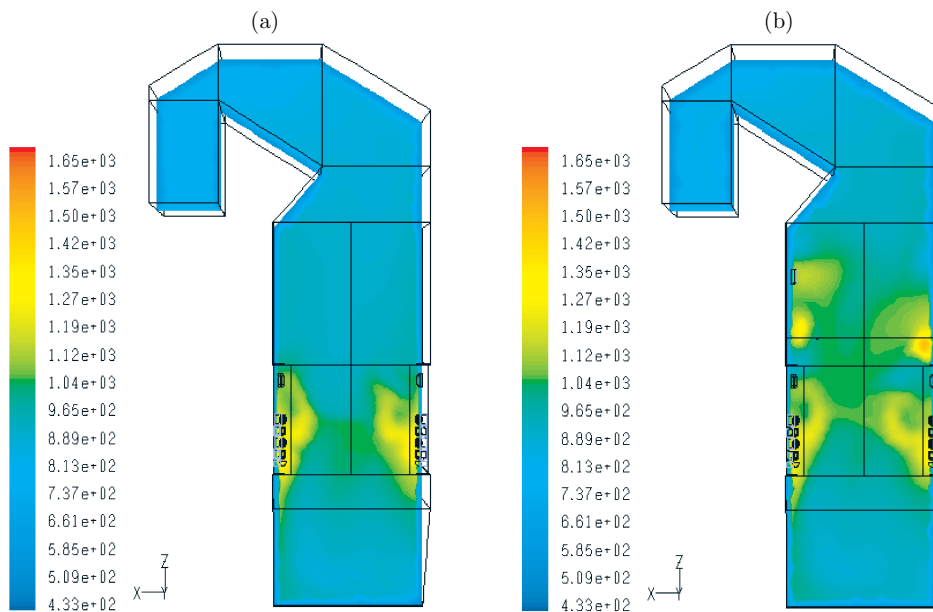 (a)
(b)
1.65e+03
1.57e+03
1.50e+03
1.42e+03
1.35e+03
1.27e+03
1.19e+03
1.12e+03
1.04e+03
9.65e+02
8.89e+02
8.13e+02
7.37e+02
6.61e+02
5.85e+02
5.09e+02
4.33e+02
Z
X
Y
1.65e+03
1.57e+03
1.50e+03
1.42e+03
1.35e+03
1.27e+03
1.19e+03
1.12e+03
1.04e+03
9.65e+02
8.89e+02
8.13e+02
7.37e+02
6.61e+02
5.85e+02
5.09e+02
4.33e+02
Z
X
Y